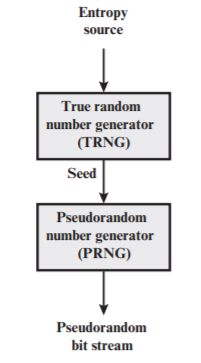 Entropy
source
True random
number generator
(TRNG)
Seed
Pseudorandom
number generator
(PRNG)
Pseudorandom
bit stream